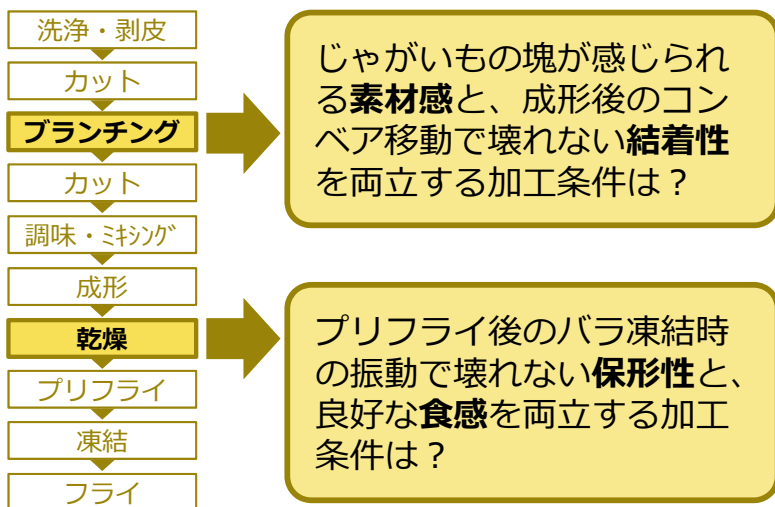 洗浄・剥皮
カット
ブランチング
カット
調味・ﾐｷｼﾝｸﾞ
成形
乾燥
プリフライ
凍結
フライ
じゃがいもの塊が感じられ
る素材感と、成形後のコン
ベア移動で壊れない結着性
を両立する加工条件は？
プリフライ後のバラ凍結時
の振動で壊れない保形性と、
良好な食感を両立する加工
条件は？